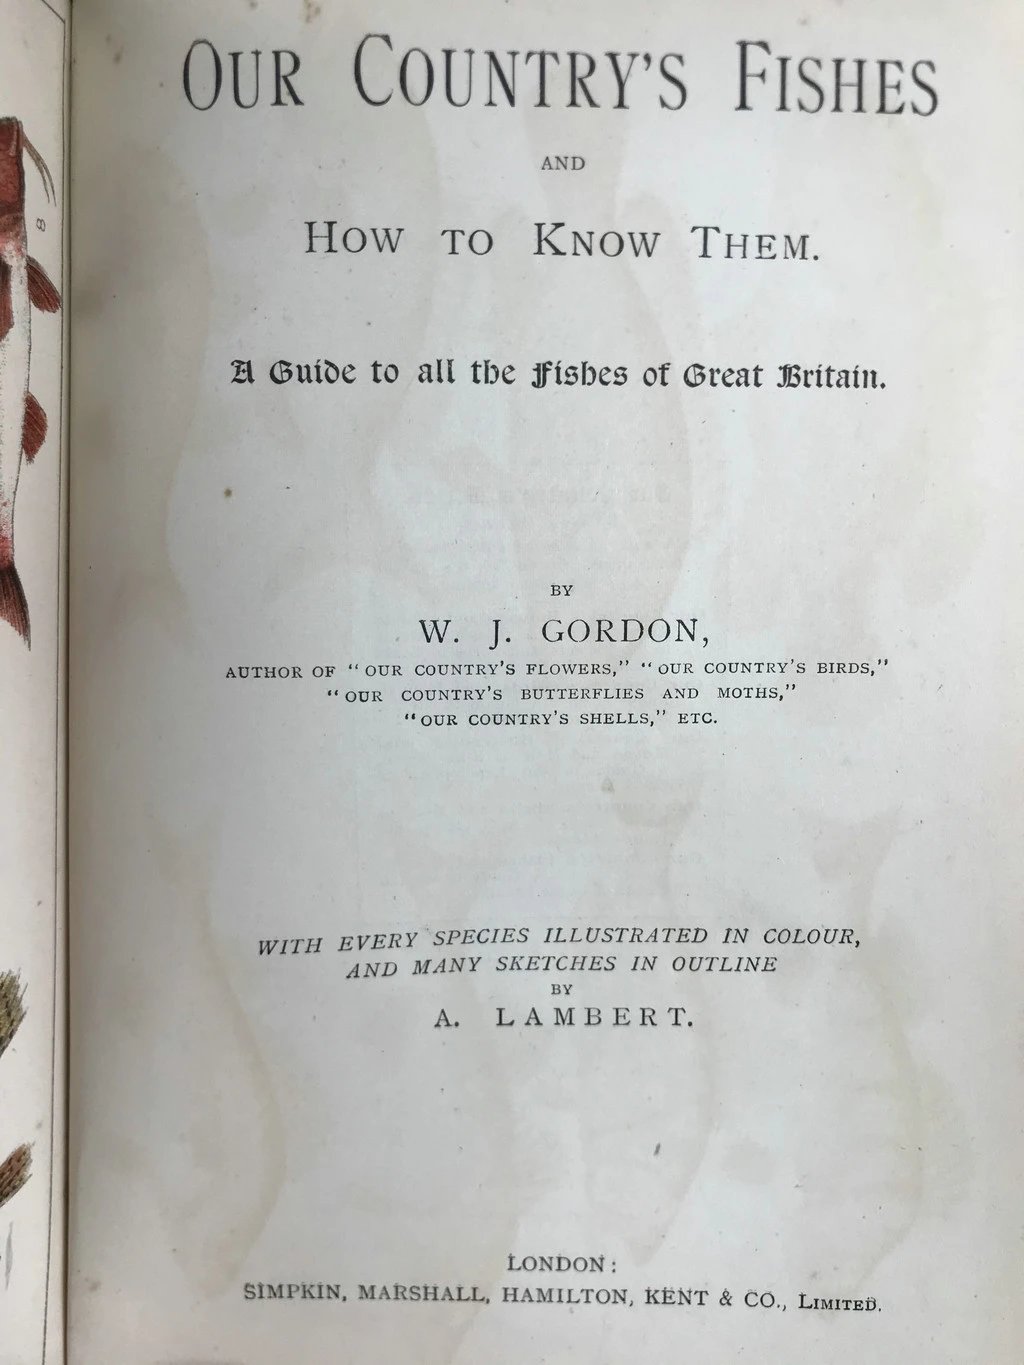 OUR COUNTRY'S FISHES
AND
HOW TO KNOW THEM.
A Guide to all the Fishes of Great Britain.
BY
W. J. GORDON,
AUTHOR OF "OUR COUNTRY'S FLOWERS," "OUR COUNTRY'S BIRDS,"
"OUR COUNTRY'S BUTTERFLIES AND MOTHS,"
"OUR COUNTRY'S SHELLS," ETC.
WITH EVERY SPECIES ILLUSTRATED IN COLOUR,
AND MANY SKETCHES IN OUTLINE
BY
A. LAMBERT.
LONDON:
SIMPKIN, MARSHALL, HAMILTON, KENT & CO., LIMITED.
8